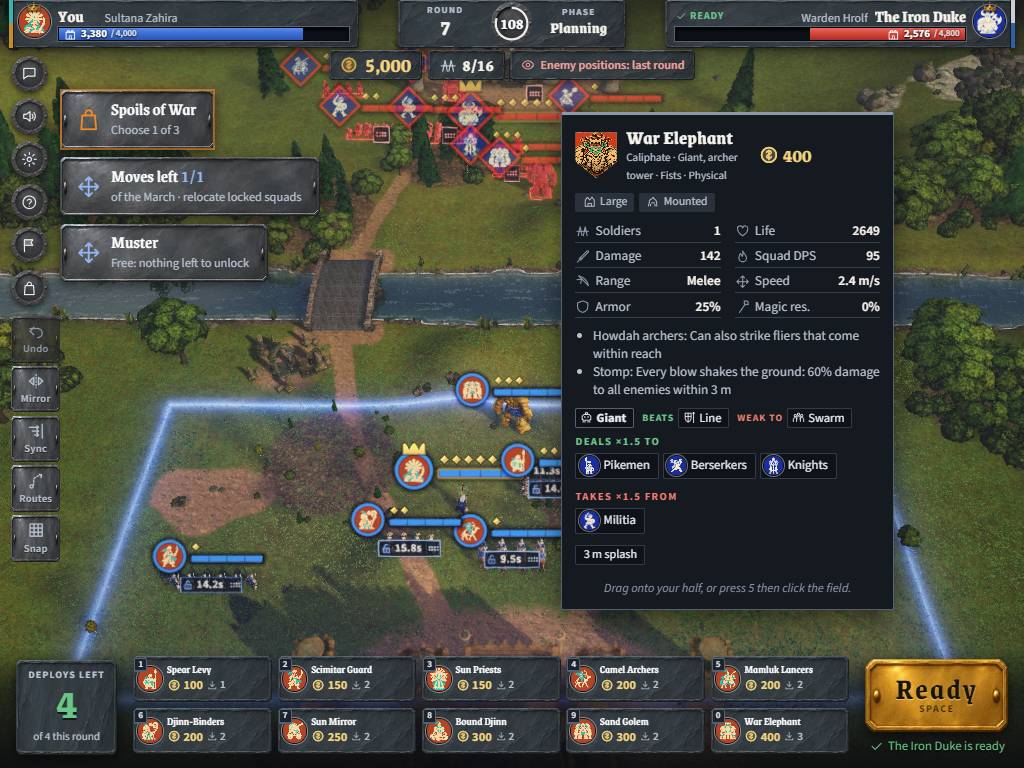 You Sultana Zahira
3,380 / 4,000
ROUND
7
108
PHASE
Planning
READY
Warden Hrolf The Iron Duke
2,576 / 4,800
5,000
8/16
Enemy positions: last round
Spoils of War
Choose 1 of 3
Moves left 1/1
of the March · relocate locked squads
Muster
Free: nothing left to unlock
Undo
Mirror
Sync
Routes
Snap
War Elephant
Caliphate · Giant, archer
tower · Fists · Physical
400
Large
Mounted
Soldiers 1
Life 2649
Damage 142
Squad DPS 95
Range Melee
Speed 2.4 m/s
Armor 25%
Magic res. 0%
• Howdah archers: Can also strike fliers that come
within reach
• Stomp: Every blow shakes the ground: 60% damage
to all enemies within 3 m
Giant BEATS Line WEAK TO Swarm
DEALS ×1.5 TO
Pikemen Berserkers Knights
TAKES ×1.5 FROM
Militia
3 m splash
Drag onto your half, or press 5 then click the field.
11.3s
14.
15.8s
9.5s
14.2s
DEPLOYS LEFT
4
of 4 this round
1 Spear Levy
100 1
2 Scimitar Guard
150 2
3 Sun Priests
150 2
4 Camel Archers
200 2
5 Mamluk Lancers
200 2
6 Djinn-Binders
200 2
7 Sun Mirror
250 2
8 Bound Djinn
300 2
9 Sand Golem
300 2
0 War Elephant
400 3
Ready
SPACE
The Iron Duke is ready